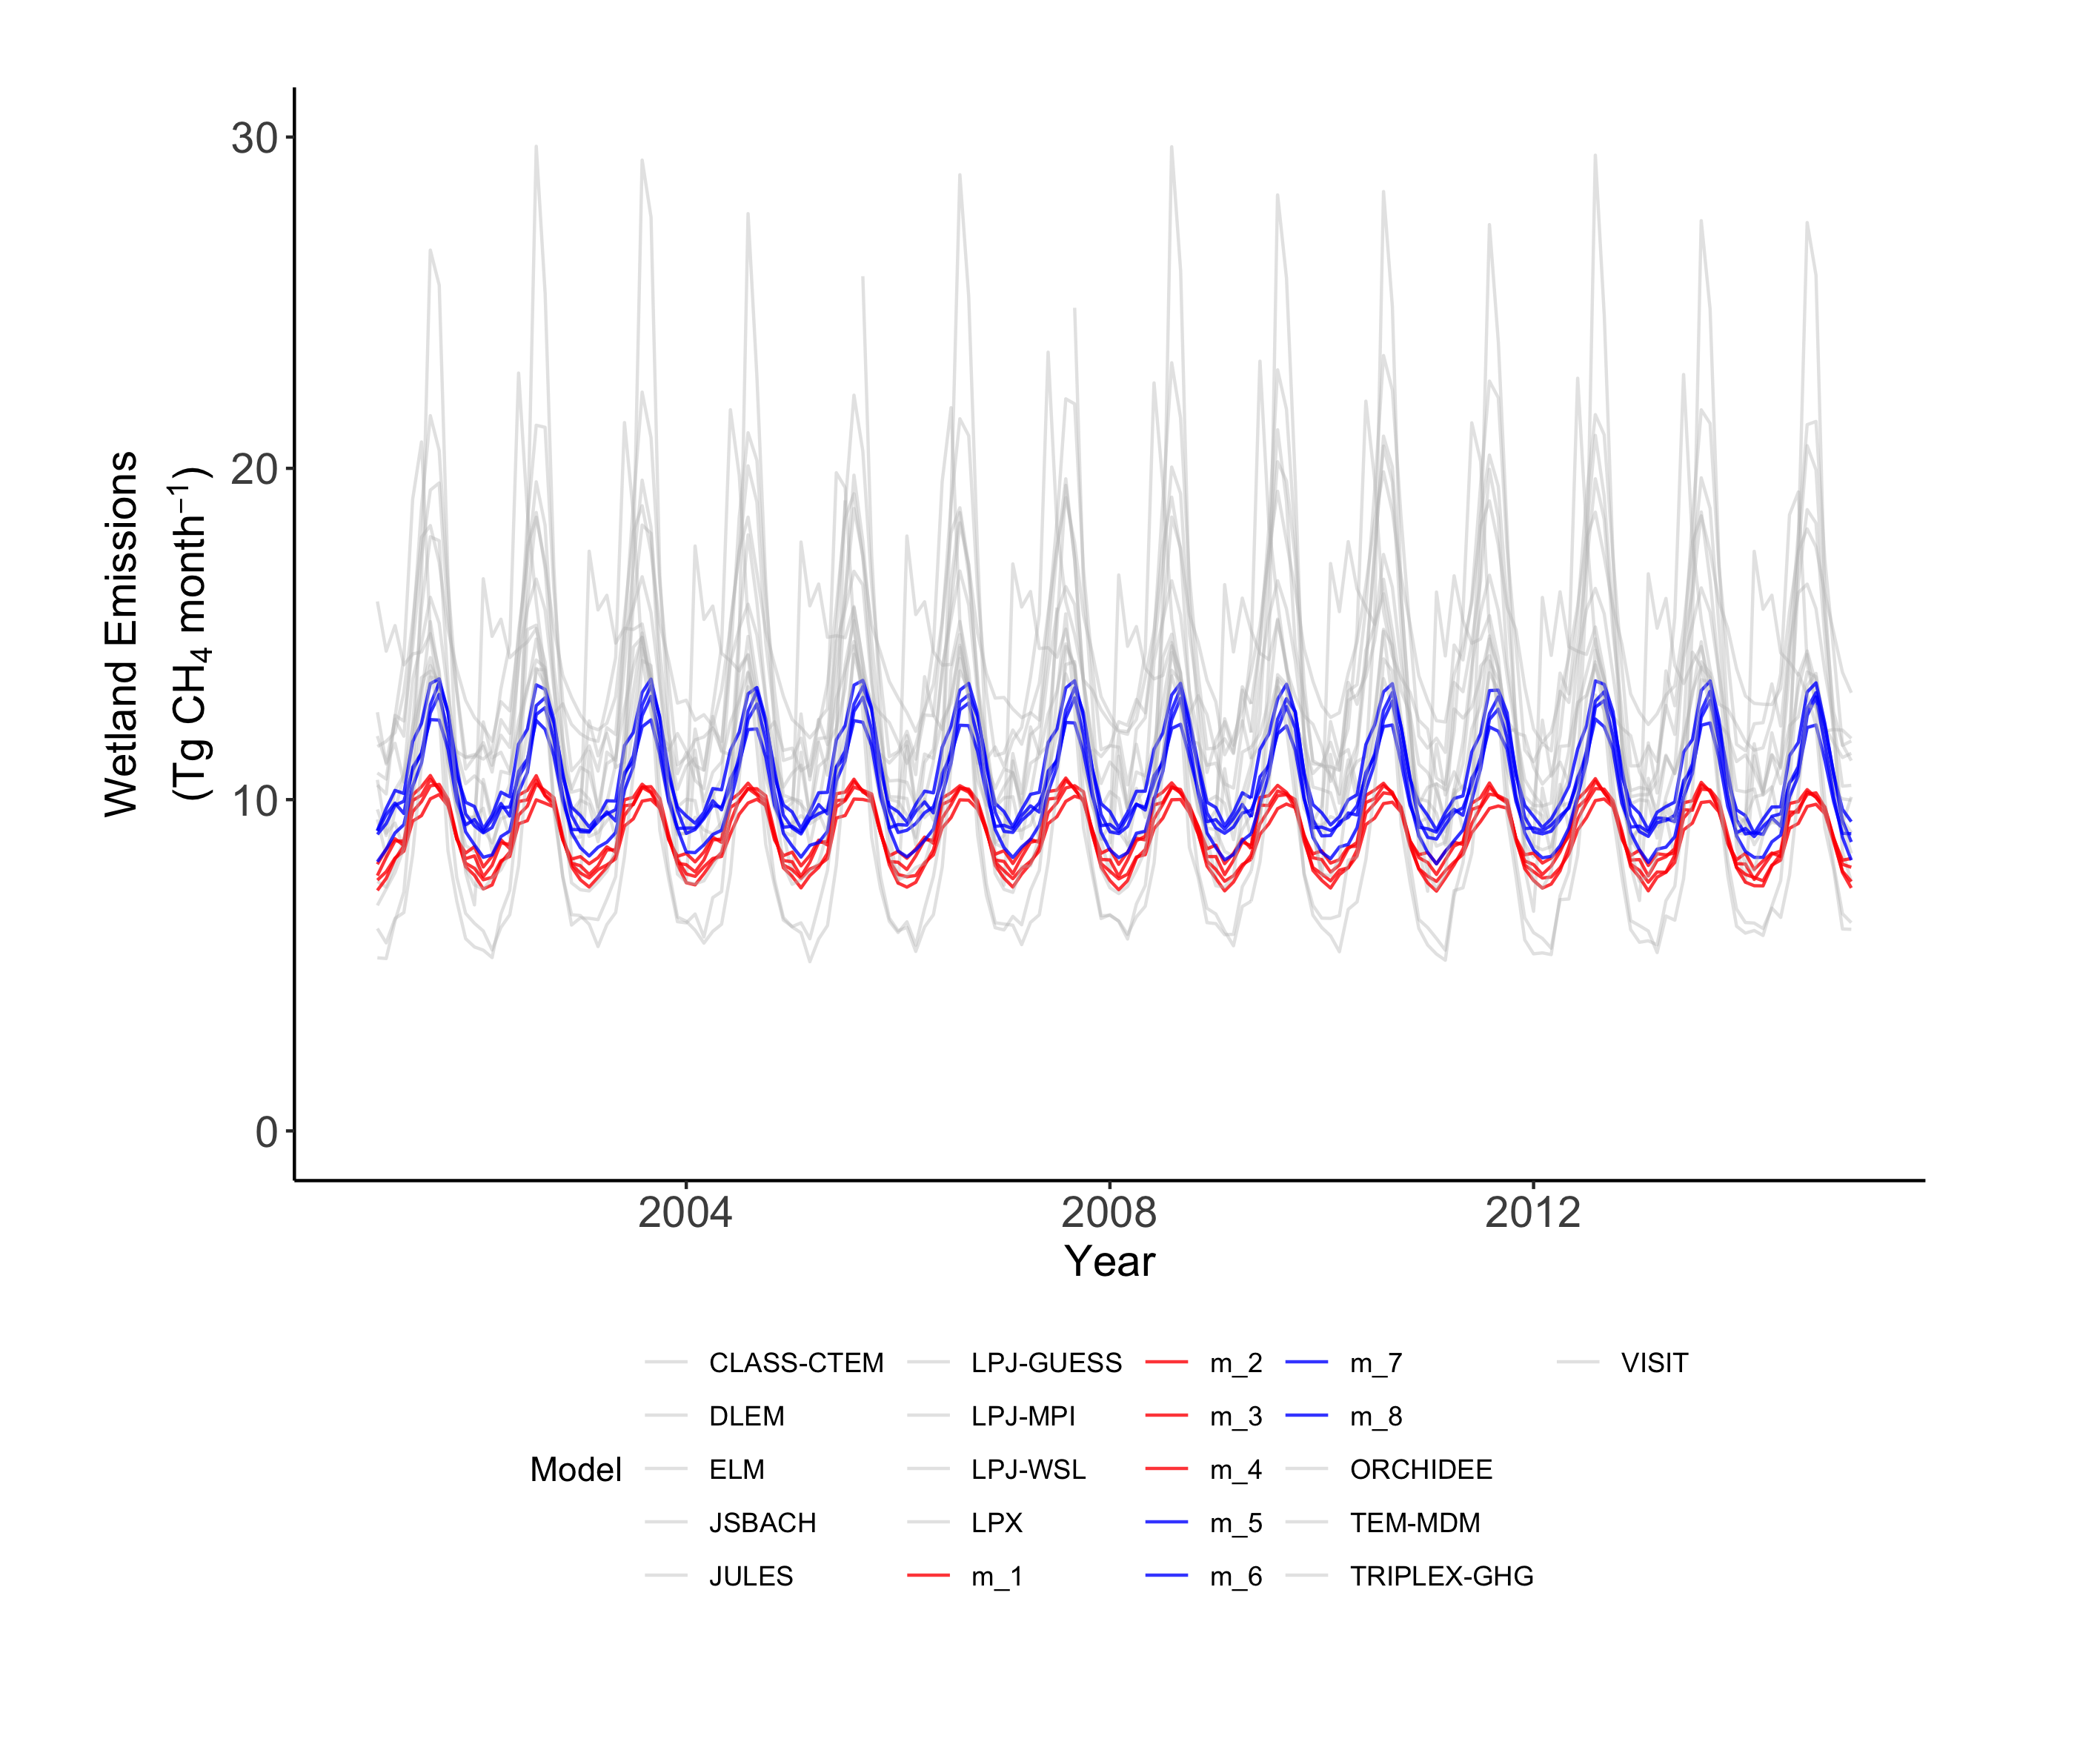 30
20
10
0
Wetland Emissions
(Tg CH₄ month⁻¹)
2004 2008 2012
Year
Model
CLASS-CTEM LPJ-GUESS m_2 m_7 VISIT
DLEM LPJ-MPI m_3 m_8
ELM LPJ-WSL m_4 ORCHIDEE
JSBACH LPX m_5 TEM-MDM
JULES m_1 m_6 TRIPLEX-GHG